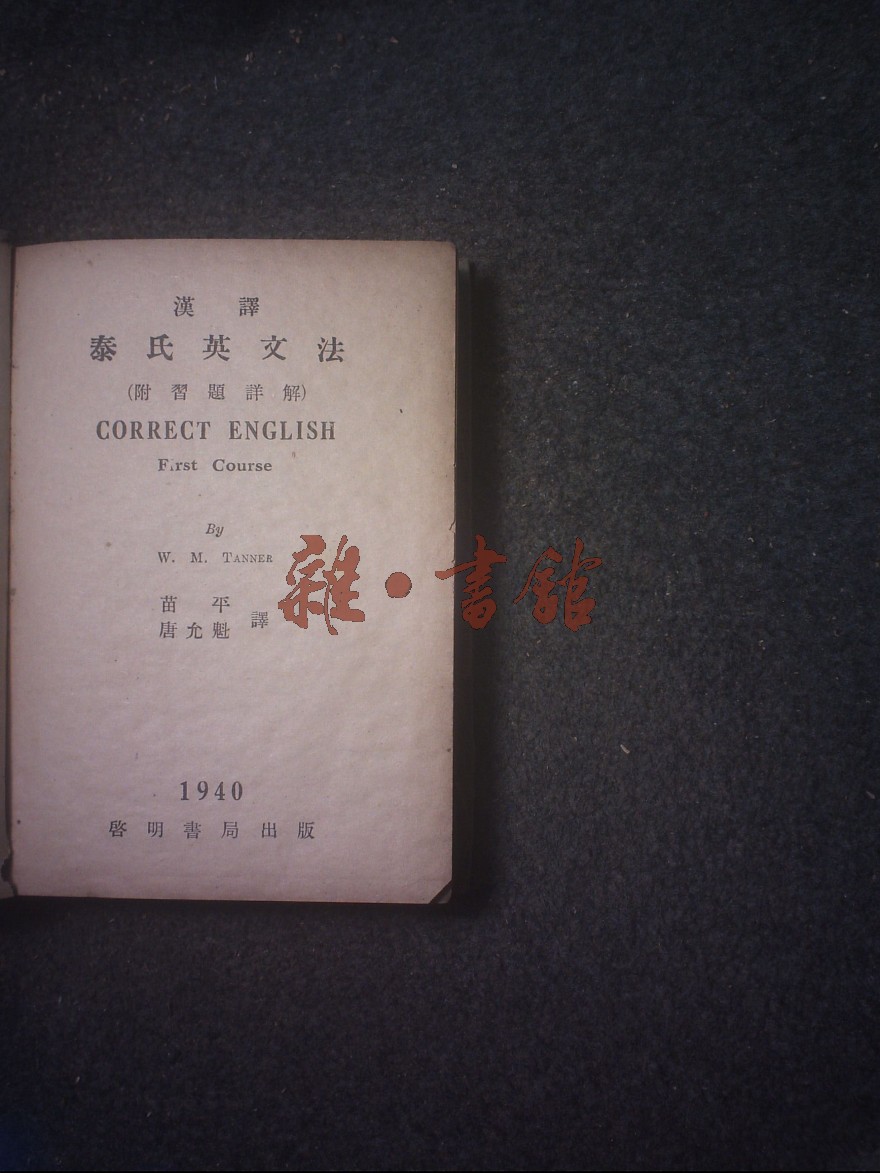 漢 譯
泰氏英文法
(附習題詳解)
CORRECT ENGLISH
First Course
By
W. M. TANNER
苗 平
唐允魁
譯
雜·書館
1940
啓明書局出版